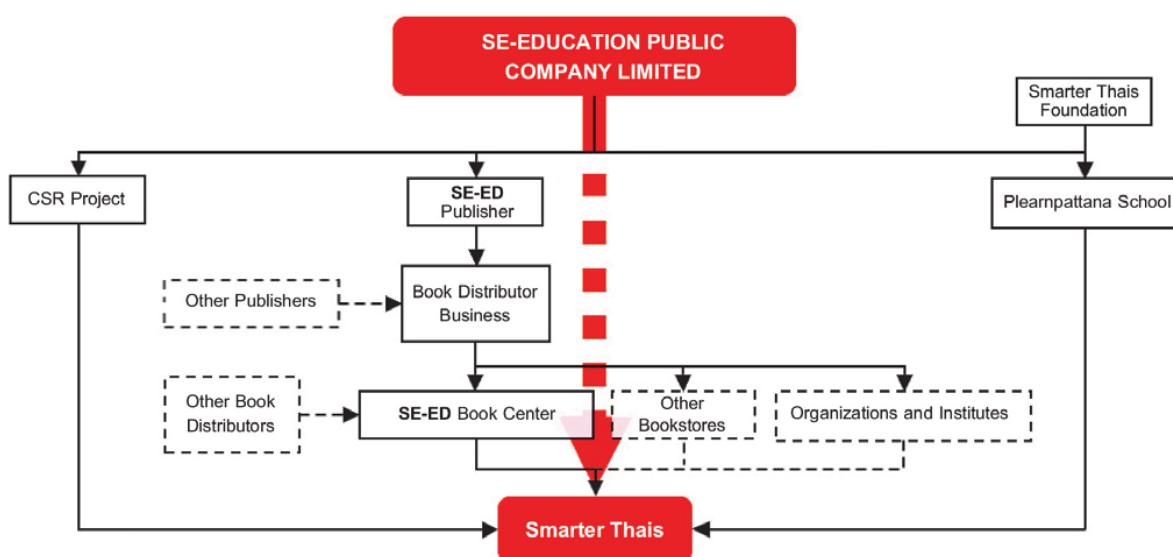 SE-EDUCATION PUBLIC
COMPANY LIMITED
Smarter Thais
Foundation
CSR Project
SE-ED
Publisher
Plearnpattana School
Other Publishers
Book Distributor
Business
Other Book
Distributors
SE-ED Book Center
Other
Bookstores
Organizations and Institutes
Smarter Thais